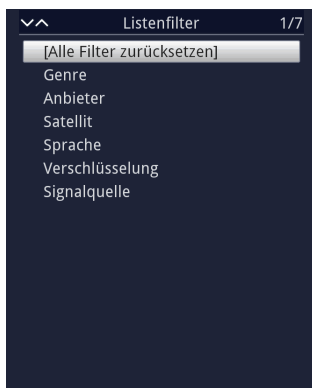 Listenfilter 1/7
[Alle Filter zurücksetzen]
Genre
Anbieter
Satellit
Sprache
Verschlüsselung
Signalquelle